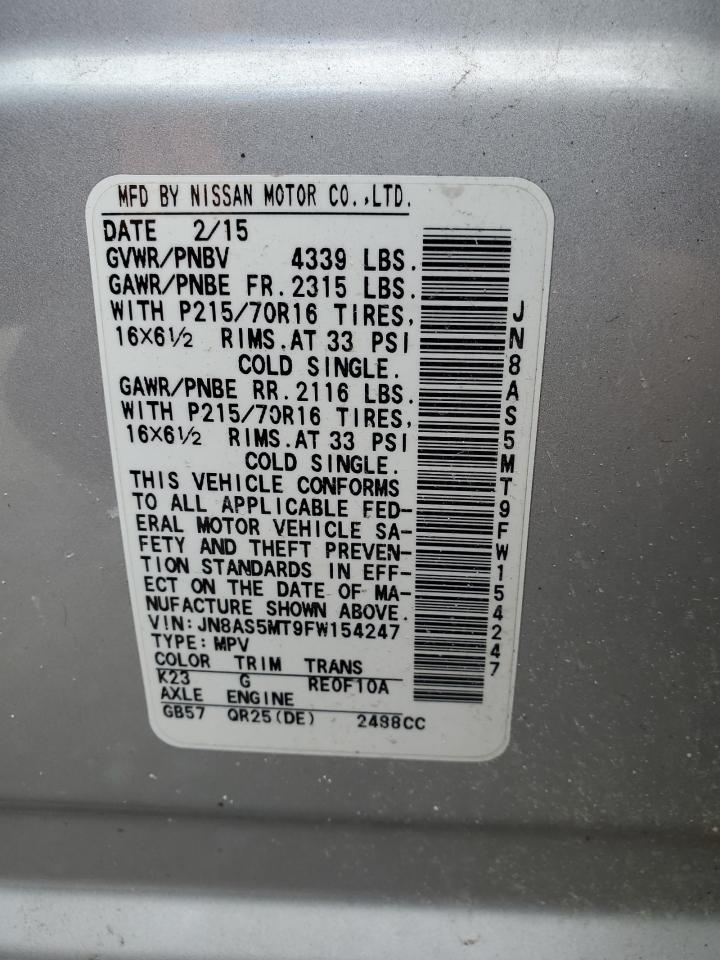 MFD BY NISSAN MOTOR CO.,LTD.
DATE 2/15
GVWR/PNBV 4339 LBS.
GAWR/PNBE FR. 2315 LBS.
WITH P215/70R16 TIRES,
16X6½ RIMS. AT 33 PSI
COLD SINGLE.
GAWR/PNBE RR. 2116 LBS.
WITH P215/70R16 TIRES,
16X6½ RIMS. AT 33 PSI
COLD SINGLE.
THIS VEHICLE CONFORMS
TO ALL APPLICABLE FED-
ERAL MOTOR VEHICLE SA-
FETY AND THEFT PREVEN-
TION STANDARDS IN EFF-
ECT ON THE DATE OF MA-
NUFACTURE SHOWN ABOVE.
VIN: JN8AS5MT9FW154247
TYPE: MPV
COLOR TRIM TRANS
K23 G RE0F10A
AXLE ENGINE
GB57 QR25(DE) 2488CC
JN8AS5MT9FW154247